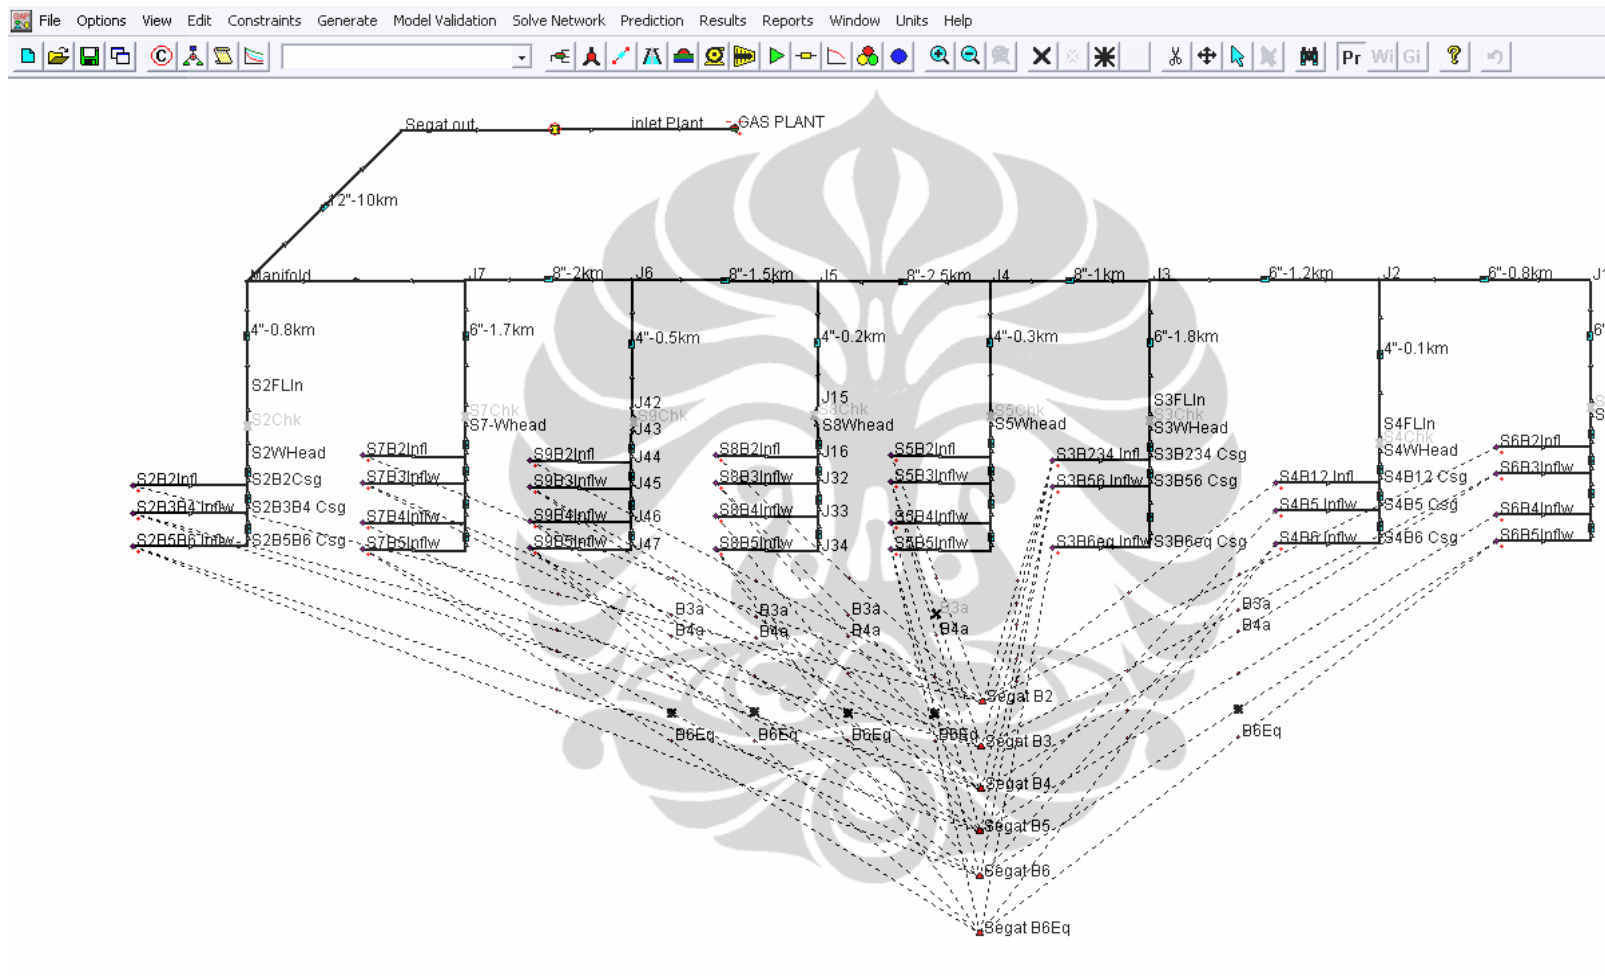 File Options View Edit Constraints Generate Model Validation Solve Network Prediction Results Reports Window Units Help
Pr Wi Gi
Segat out inlet Plant GAS PLANT
12"-10km
Manifold J7 8"-2km J6 8"-1.5km J5 8"-2.5km J4 8"-1km J3 6"-1.2km J2 6"-0.8km
4"-0.8km 6"-1.7km 4"-0.5km 4"-0.2km 4"-0.3km 6"-1.8km 4"-0.1km
S2FLIn J42 J15 S3FLIn
S2Chk S7Chk S9Chk S8Chk S5Chk S3Chk S4FLIn
S7-Whead J43 S8Whead S5Whead S3WHead S4Chk
S2WHead S7B2Infl S9B2Infl J44 S8B2Infl J16 S5B2Infl S3B234 Infl S3B234 Csg S4WHead S6B2Infl
S2B2Infl S2B2Csg S7B3Inflw S9B3Inflw J45 S8B3Inflw J32 S5B3Inflw S3B56 Inflw S3B56 Csg S4B12 Infl S4B12 Csg S6B3Inflw
S2B3B4 Inflw S2B3B4 Csg S7B4Inflw S9B4Inflw J46 S8B4Inflw J33 S5B4Inflw S4B5 Inflw S4B5 Csg S6B4Inflw
S2B5B6 Inflw S2B5B6 Csg S7B5Inflw S9B5Inflw J47 S8B5Inflw J34 S5B5Inflw S3B6eq Inflw S3B6eq Csg S4B6 Inflw S4B6 Csg S6B5Inflw
B3a B3a B3a B3a B3a
B4a B4a B4a B4a B4a
Segat B2
B6Eq B6Eq B6Eq B6Eq Segat B3 B6Eq
Segat B4
Segat B5
Segat B6
Segat B6Eq